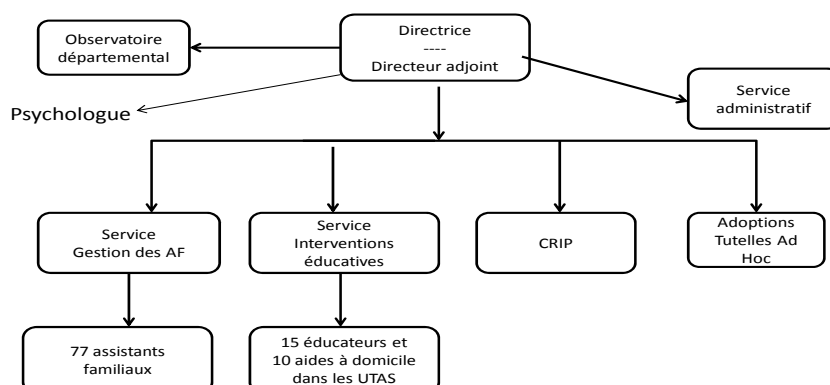 Observatoire
départemental
Directrice
----
Directeur adjoint
Service
administratif
Psychologue
Service
Gestion des AF
Service
Interventions
éducatives
CRIP
Adoptions
Tutelles Ad
Hoc
77 assistants
familiaux
15 éducateurs et
10 aides à domicile
dans les UTAS